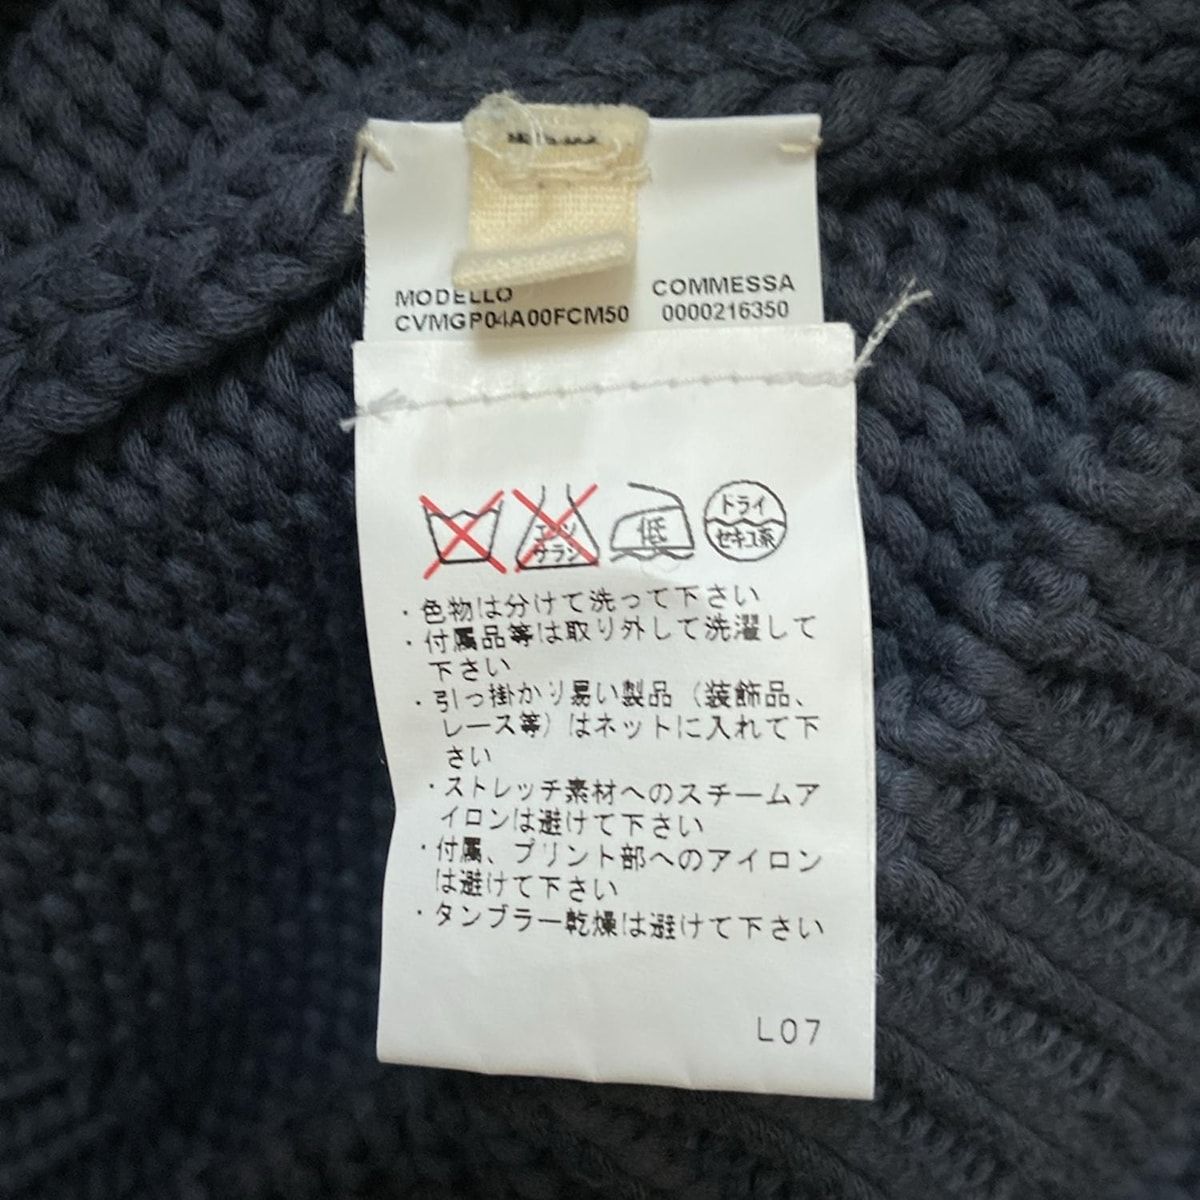 MODELLO COMMESSA
CVMGP04A00FCM50 0000216350
エンソ サラシ 低 ドライ セキユ系
・色物は分けて洗って下さい
・付属品等は取り外して洗濯して
下さい
・引っ掛かり易い製品（装飾品、
レース等）はネットに入れて下
さい
・ストレッチ素材へのスチームア
イロンは避けて下さい
・付属、プリント部へのアイロン
は避けて下さい
・タンブラー乾燥は避けて下さい
L07